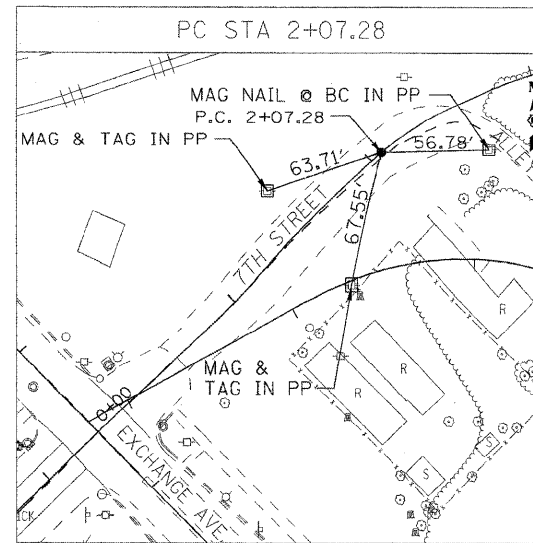 PC STA 2+07.28
MAG NAIL @ BC IN PP
P.C. 2+07.28
MAG & TAG IN PP
63.71'
56.78'
67.55'
7TH STREET
ALLEY
MAG &
TAG IN PP
0+00
EXCHANGE AVE.
R
R
R
S
S